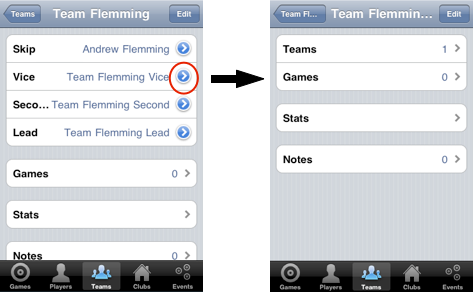 Teams Team Flemming Edit
Skip Andrew Flemming
Vice Team Flemming Vice
Seco... Team Flemming Second
Lead Team Flemming Lead
Games 0
Stats
Notes 0
Games Players Teams Clubs Events
Team Fl... Team Flemmin... Edit
Teams 1
Games 0
Stats
Notes 0
Games Players Teams Clubs Events